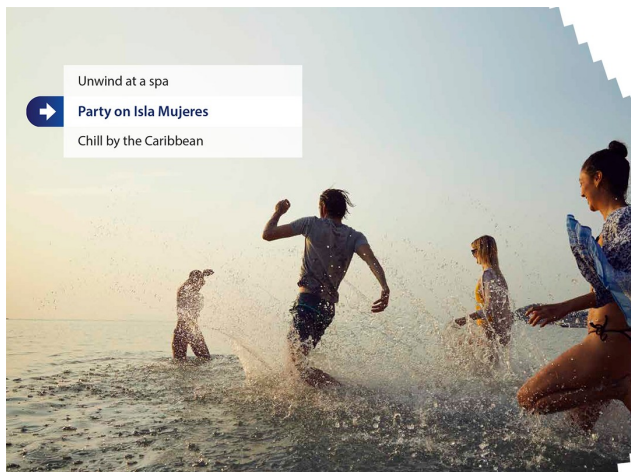 Unwind at a spa
Party on Isla Mujeres
Chill by the Caribbean